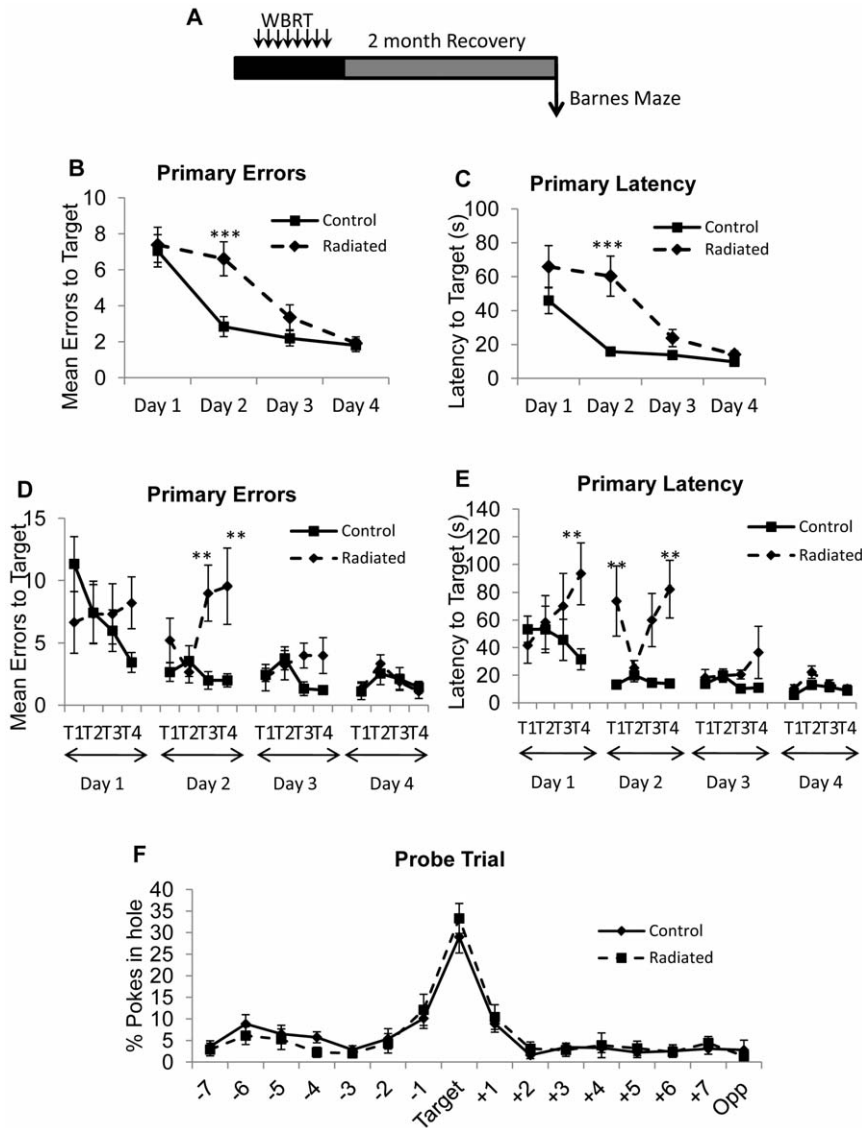 A
WBRT
2 month Recovery
Barnes Maze
B
Primary Errors
Mean Errors to Target
8
6
4
2
0
***
Control
Radiated
Day 1 Day 2 Day 3 Day 4
C
Primary Latency
Latency to Target (s)
100
80
60
40
20
0
***
Control
Radiated
Day 1 Day 2 Day 3 Day 4
D
Primary Errors
Mean Errors to Target
15
10
5
0
** **
Control
Radiated
T1T2T3T4 T1T2T3T4 T1T2T3T4 T1T2T3T4
Day 1 Day 2 Day 3 Day 4
E
Primary Latency
Latency to Target (s)
140
120
100
80
60
40
20
0
** ** **
Control
Radiated
T1T2T3T4 T1T2T3T4 T1T2T3T4 T1T2T3T4
Day 1 Day 2 Day 3 Day 4
F
Probe Trial
% Pokes in hole
40
35
30
25
20
15
10
5
0
Control
Radiated
-7 -6 -5 -4 -3 -2 -1 Target +1 +2 +3 +4 +5 +6 +7 Opp